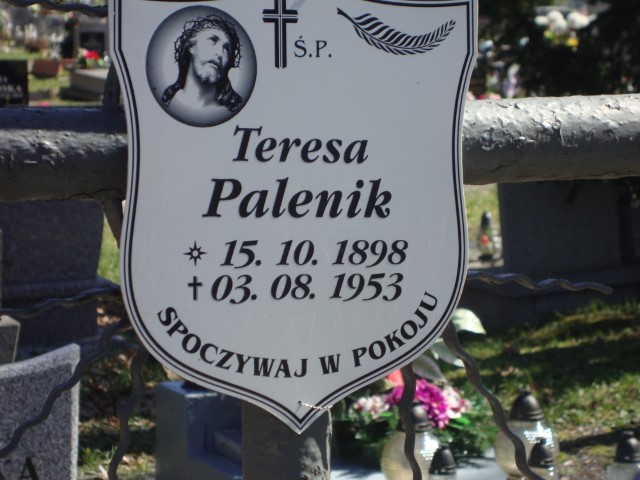 Ś.P.
Teresa
Palenik
15. 10. 1898
✝ 03. 08. 1953
SPOCZYWAJ W POKOJU